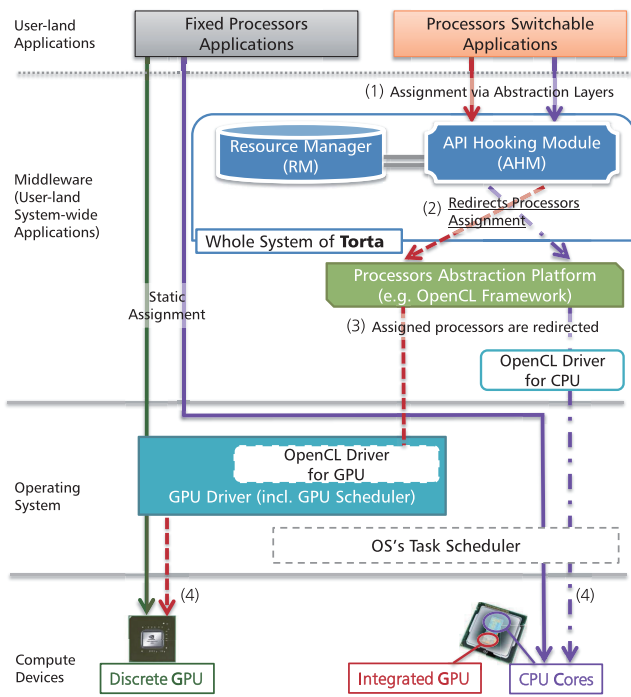 User-land
Applications
Fixed Processors
Applications
Processors Switchable
Applications
(1) Assignment via Abstraction Layers
Resource Manager
(RM)
API Hooking Module
(AHM)
Middleware
(User-land
System-wide
Applications)
(2) Redirects Processors
Assignment
Whole System of Torta
Processors Abstraction Platform
(e.g. OpenCL Framework)
Static
Assignment
(3) Assigned processors are redirected
OpenCL Driver
for CPU
OpenCL Driver
for GPU
GPU Driver (incl. GPU Scheduler)
Operating
System
OS's Task Scheduler
(4)
(4)
Compute
Devices
Discrete GPU
Integrated GPU
CPU Cores